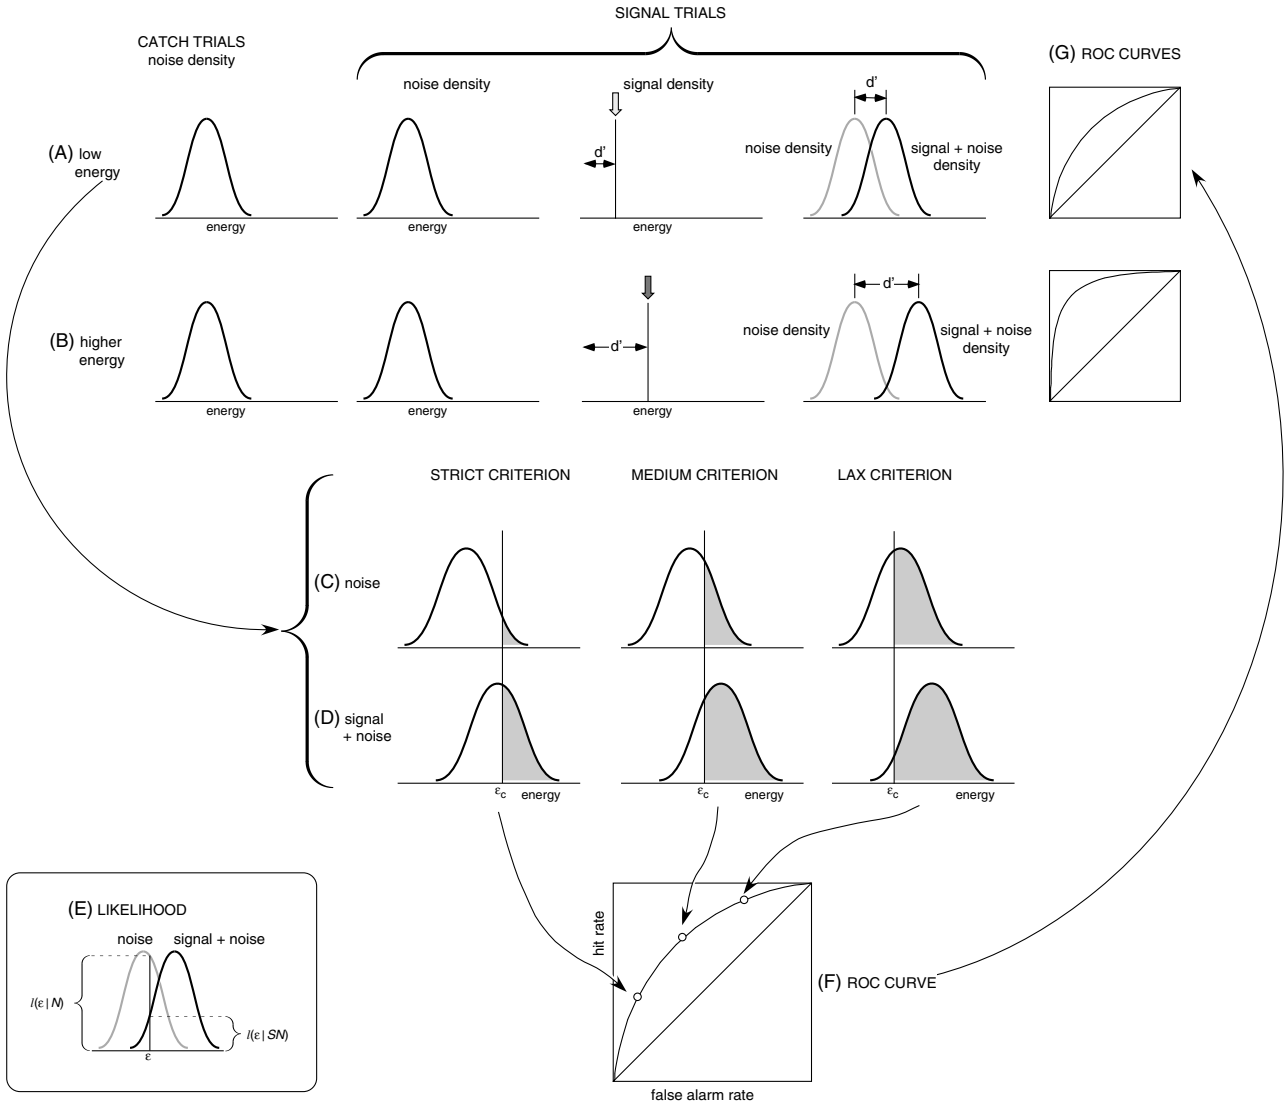 SIGNAL TRIALS
CATCH TRIALS
noise density
noise density
signal density
(G) ROC CURVES
d'
(A) low
energy
d'
noise density
signal + noise
density
energy
energy
energy
(B) higher
energy
d'
d'
noise density
signal + noise
density
energy
energy
energy
STRICT CRITERION
MEDIUM CRITERION
LAX CRITERION
(C) noise
(D) signal
+ noise
εc energy
εc energy
εc energy
(E) LIKELIHOOD
noise
signal + noise
l(ε | N)
l(ε | SN)
ε
hit rate
(F) ROC CURVE
false alarm rate